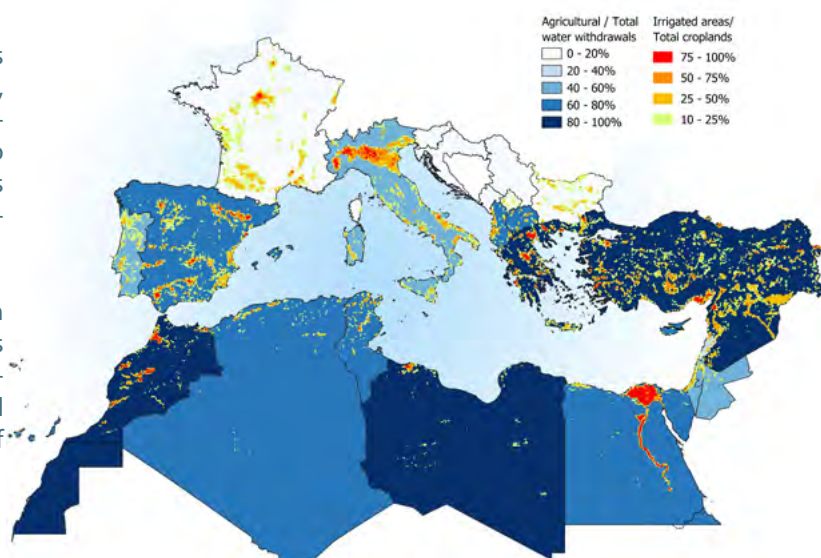 Agricultural / Total
water withdrawals
0 - 20%
20 - 40%
40 - 60%
60 - 80%
80 - 100%
Irrigated areas/
Total croplands
75 - 100%
50 - 75%
25 - 50%
10 - 25%